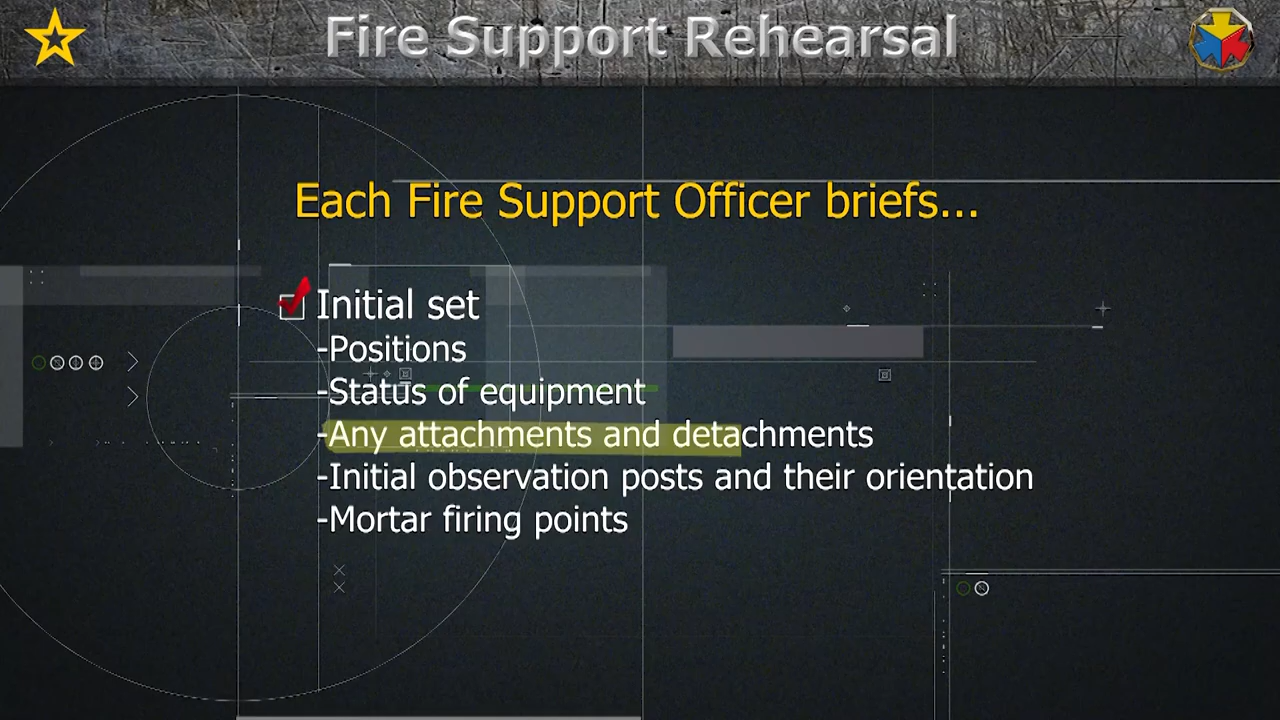 Fire Support Rehearsal
Each Fire Support Officer briefs...
Initial set
-Positions
-Status of equipment
-Any attachments and detachments
-Initial observation posts and their orientation
-Mortar firing points